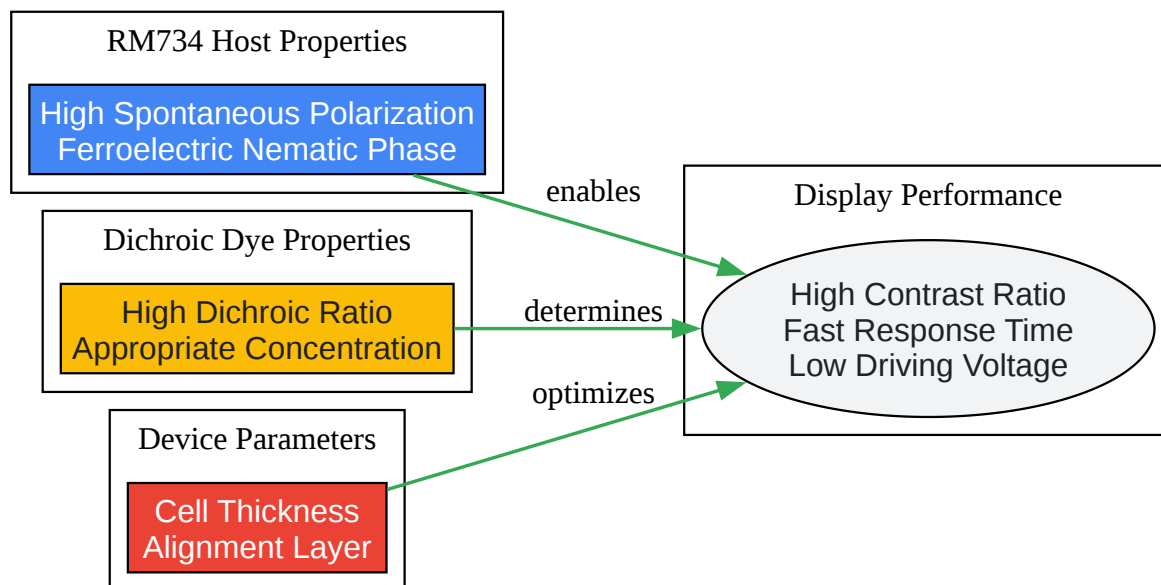 RM734 Host Properties
High Spontaneous Polarization
Ferroelectric Nematic Phase
enables
Dichroic Dye Properties
High Dichroic Ratio
Appropriate Concentration
determines
Device Parameters
Cell Thickness
Alignment Layer
optimizes
Display Performance
High Contrast Ratio
Fast Response Time
Low Driving Voltage